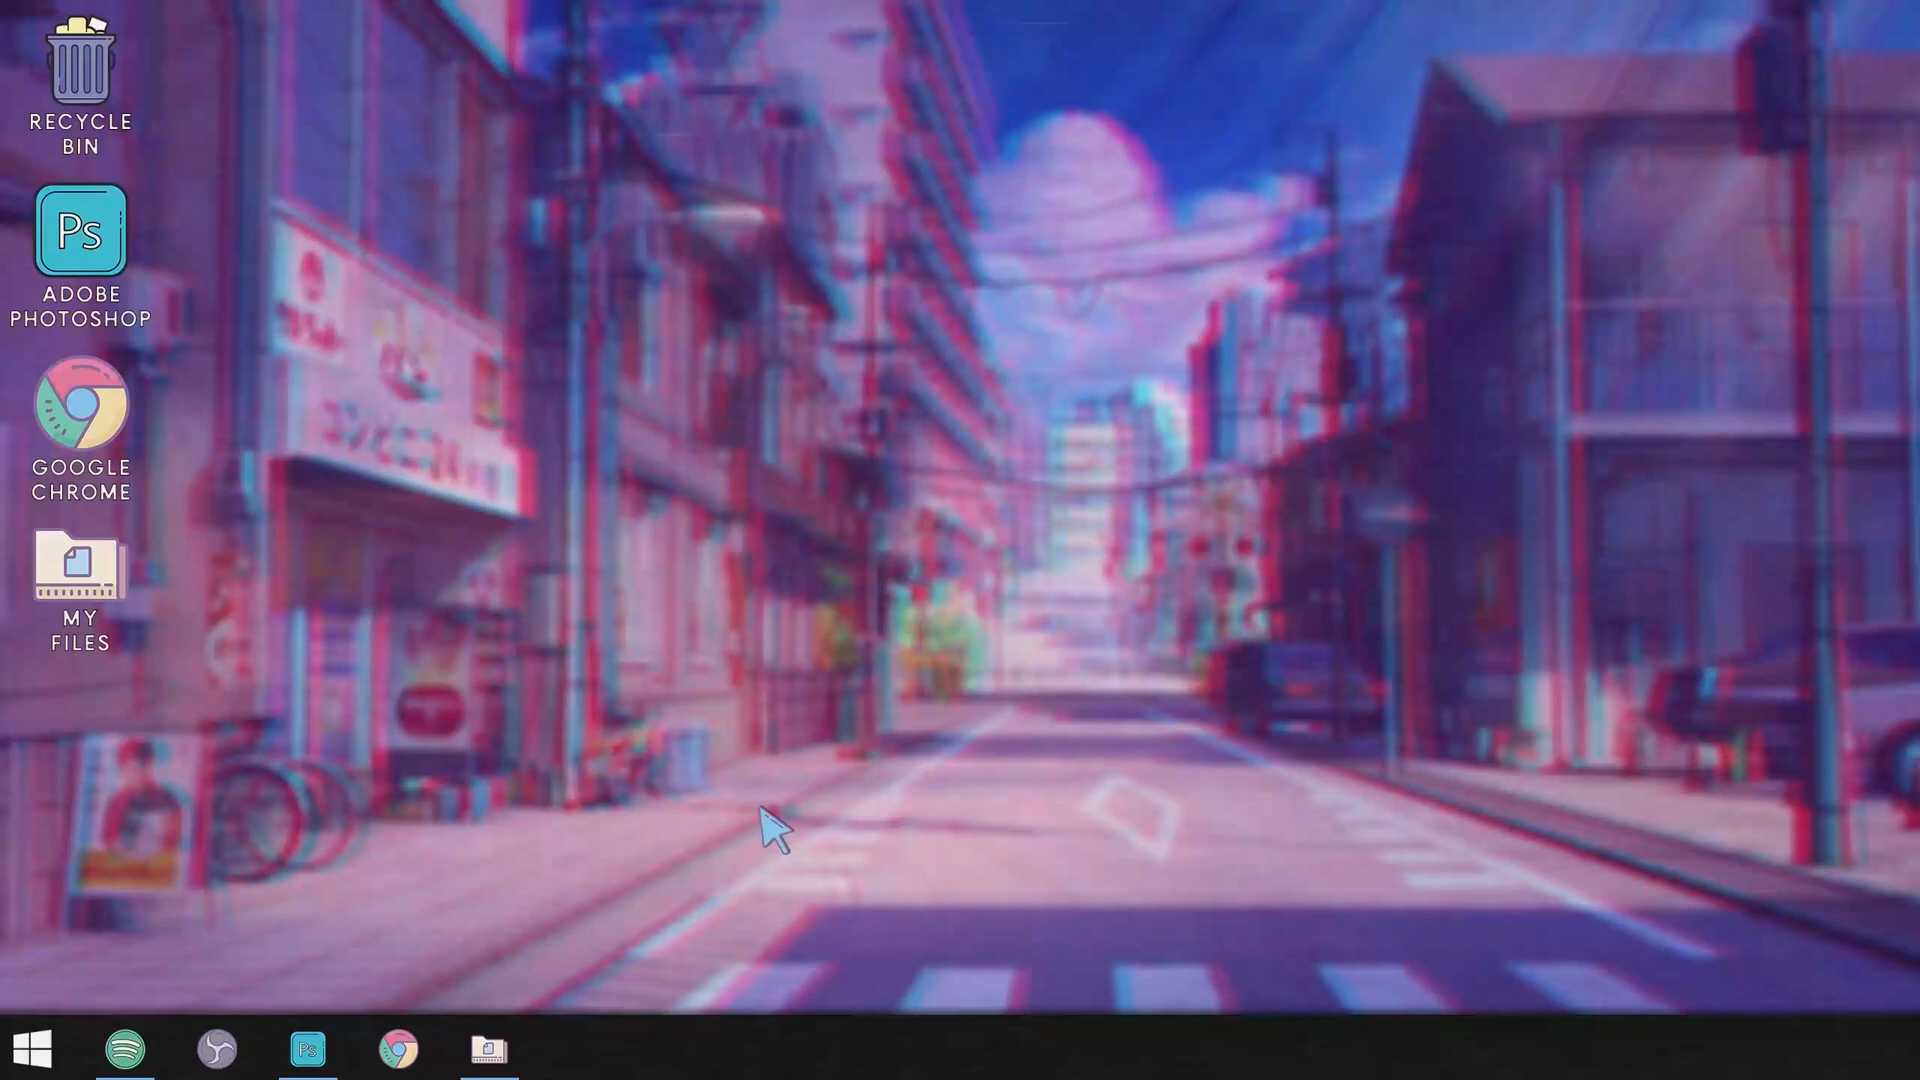 RECYCLE
BIN
Ps
ADOBE
PHOTOSHOP
GOOGLE
CHROME
MY
FILES
Ps